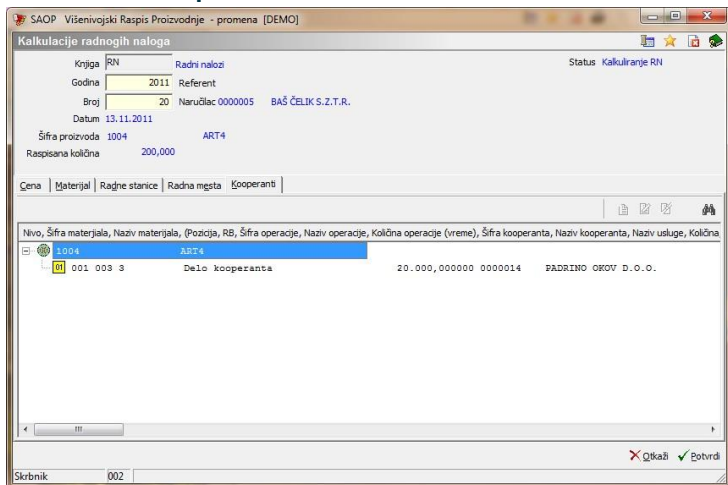 SAOP Višenivojski Raspis Proizvodnje - promena [DEMO]
Kalkulacije radnogih naloga
Knjiga RN Radni nalozi Status Kalkuliranje RN
Godina 2011 Referent
Broj 20 Naručilac 0000005 BAŠ ČELIK S.Z.T.R.
Datum 13.11.2011
Šifra proizvoda 1004 ART4
Raspisana količina 200,000
Cena Materijal Radne stanice Radna mesta Kooperanti
Nivo, Šifra materijala, Naziv materijala, (Pozicija, RB, Šifra operacije, Naziv operacije, Količina operacije (vreme), Šifra kooperanta, Naziv kooperanta, Naziv usluge, Količina
1004 ART4
01 001 003 3 Delo kooperanta 20.000,000000 0000014 PADRINO OKOV D.O.O.
Otkaži Potvrdi
Skrbnik 002